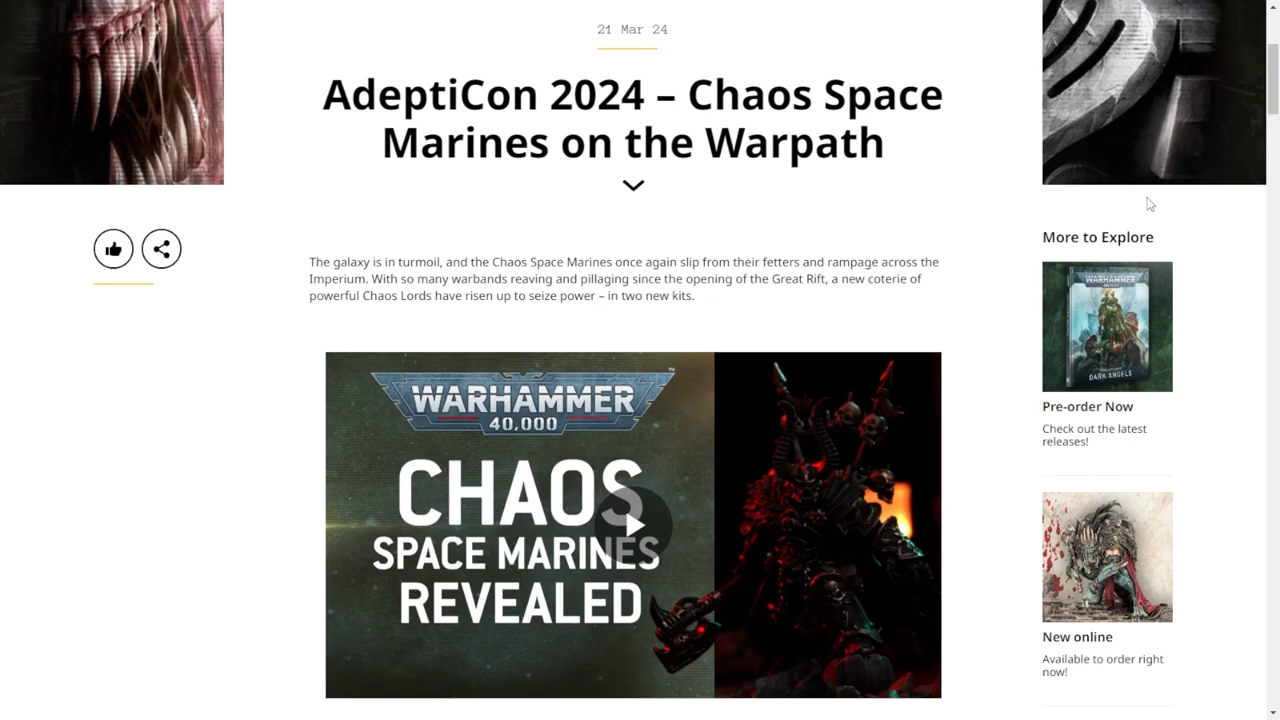 21 Mar 24
AdeptiCon 2024 – Chaos Space
Marines on the Warpath
The galaxy is in turmoil, and the Chaos Space Marines once again slip from their fetters and rampage across the
Imperium. With so many warbands reaving and pillaging since the opening of the Great Rift, a new coterie of
powerful Chaos Lords have risen up to seize power – in two new kits.
WARHAMMER
40,000
™
CHAOS
SPACE MARINES
REVEALED
More to Explore
WARHAMMER
40,000
DARK ANGELS
Pre-order Now
Check out the latest
releases!
New online
Available to order right
now!